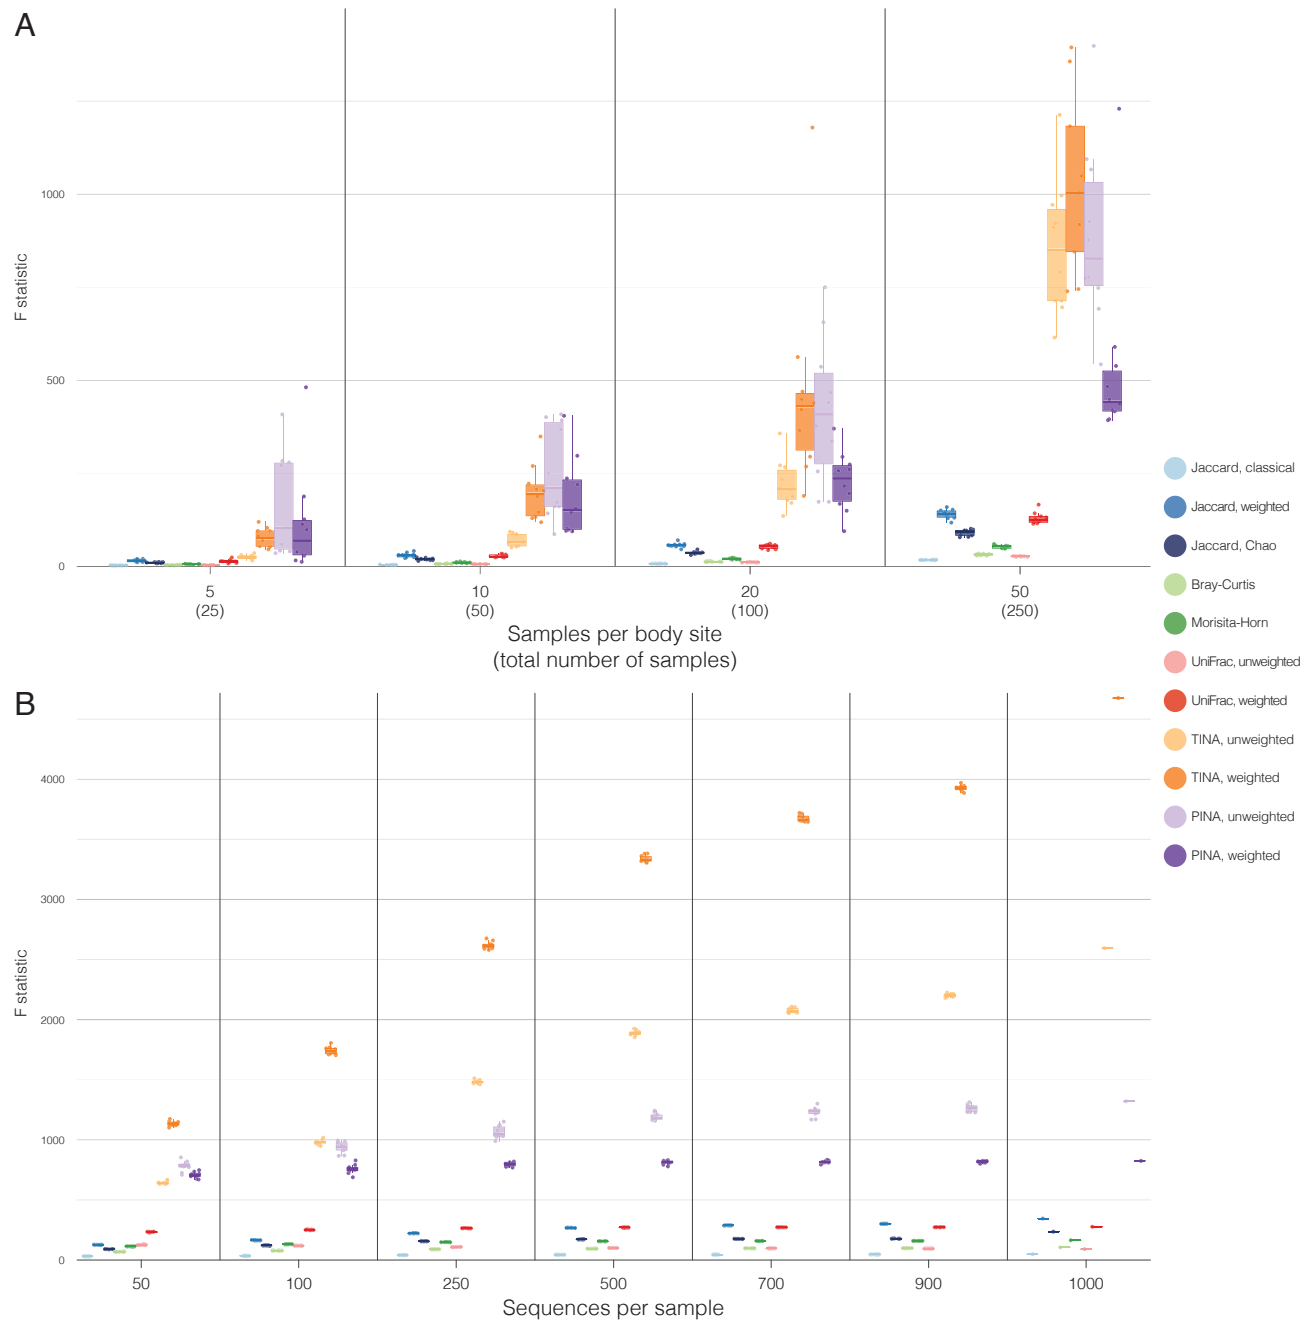 A
1000
500
0
F statistic
5
(25)
10
(50)
20
(100)
50
(250)
Samples per body site
(total number of samples)
Jaccard, classical
Jaccard, weighted
Jaccard, Chao
Bray-Curtis
Morisita-Horn
UniFrac, unweighted
UniFrac, weighted
TINA, unweighted
TINA, weighted
PINA, unweighted
PINA, weighted
B
4000
3000
2000
1000
0
F statistic
50
100
250
500
700
900
1000
Sequences per sample